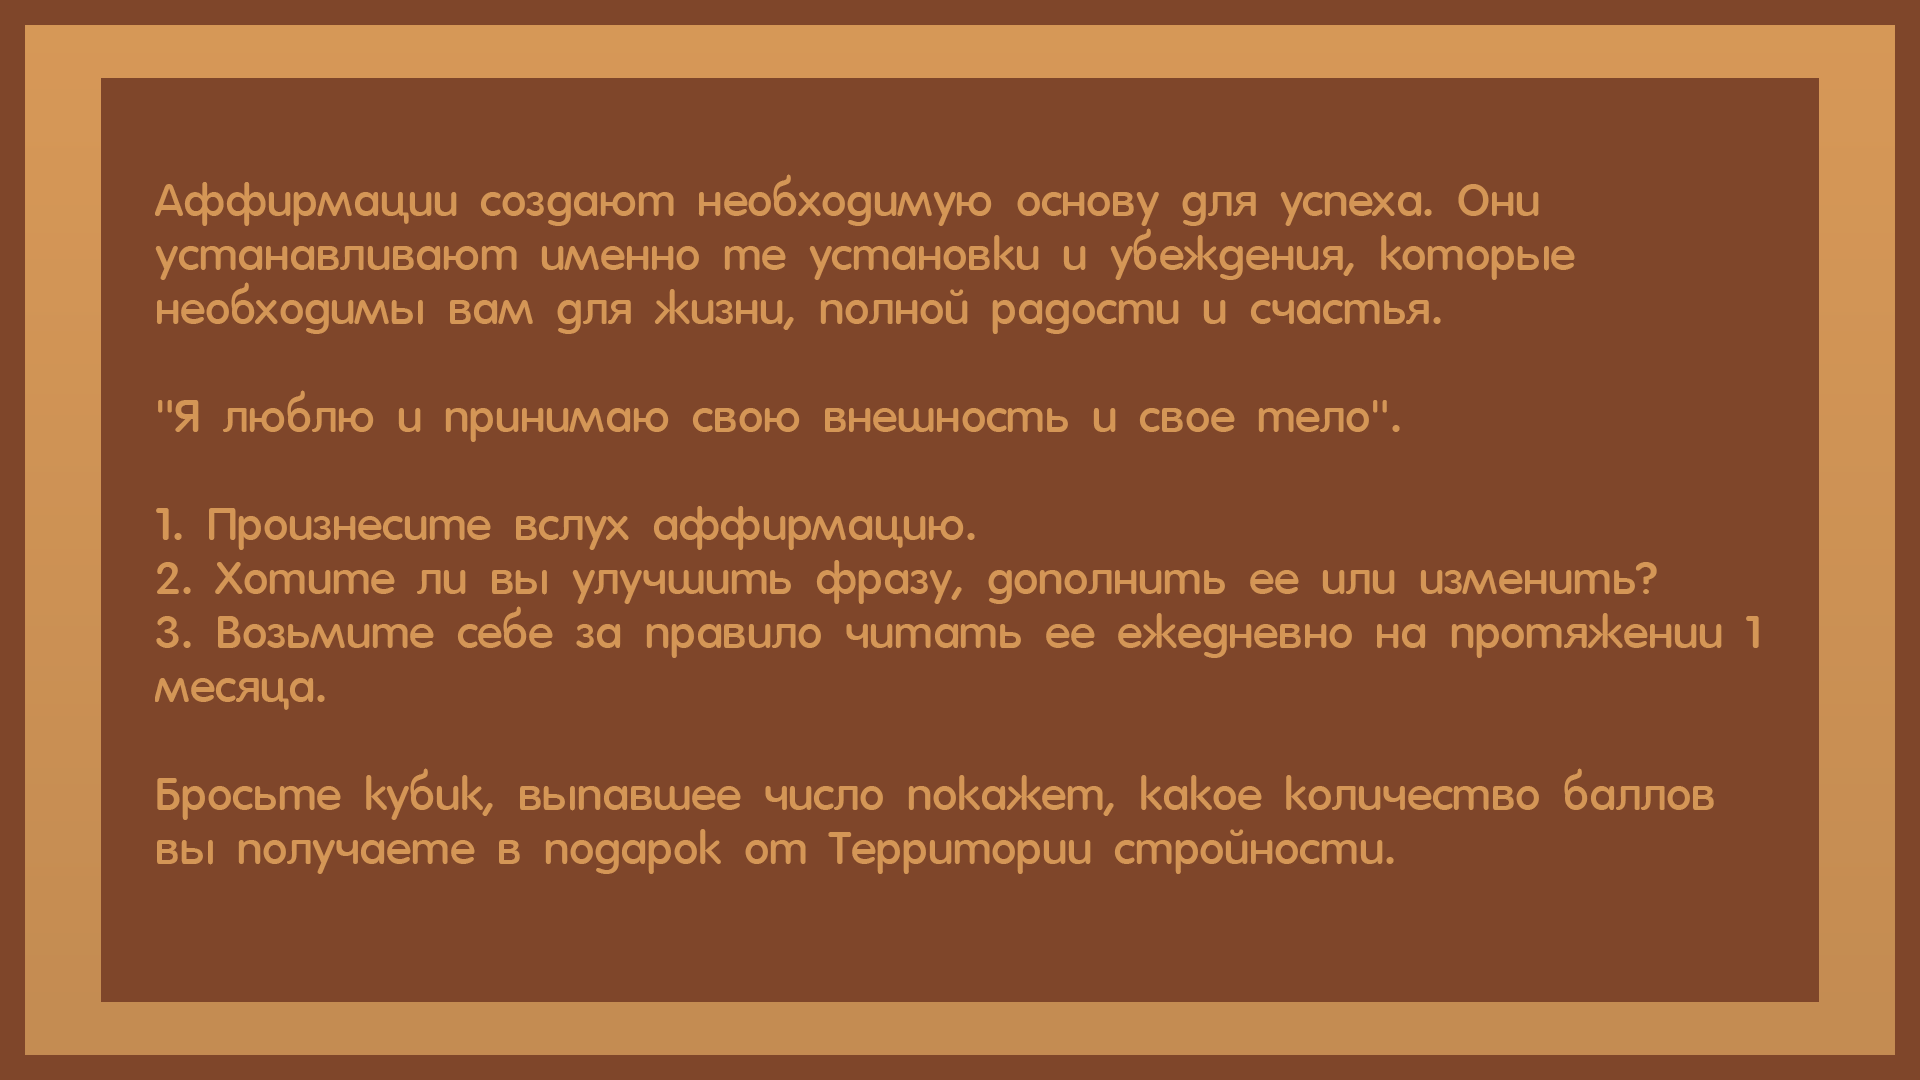 Аффирмации создают необходимую основу для успеха. Они
устанавливают именно те установки и убеждения, которые
необходимы вам для жизни, полной радости и счастья.
"Я люблю и принимаю свою внешность и свое тело".
1. Произнесите вслух аффирмацию.
2. Хотите ли вы улучшить фразу, дополнить ее или изменить?
3. Возьмите себе за правило читать ее ежедневно на протяжении 1
месяца.
Бросьте кубик, выпавшее число покажет, какое количество баллов
вы получаете в подарок от Территории стройности.